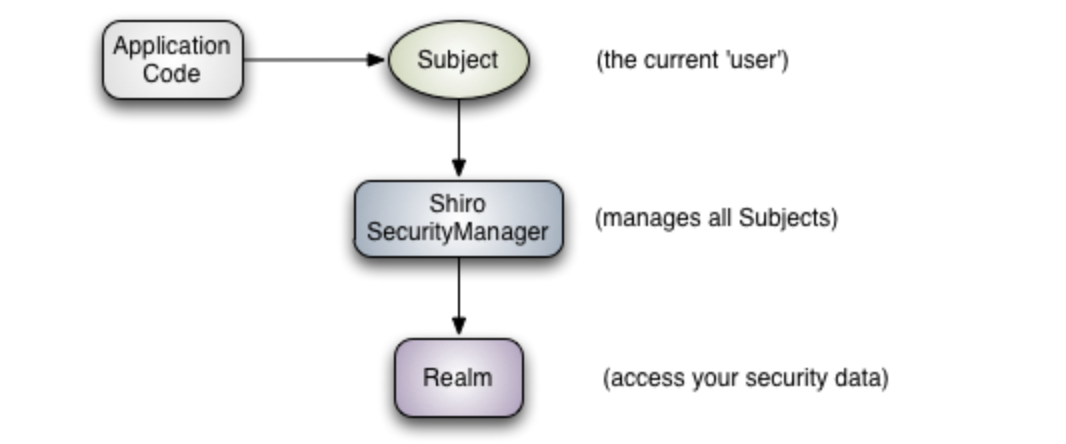 Application
Code
Subject
(the current 'user')
Shiro
SecurityManager
(manages all Subjects)
Realm
(access your security data)